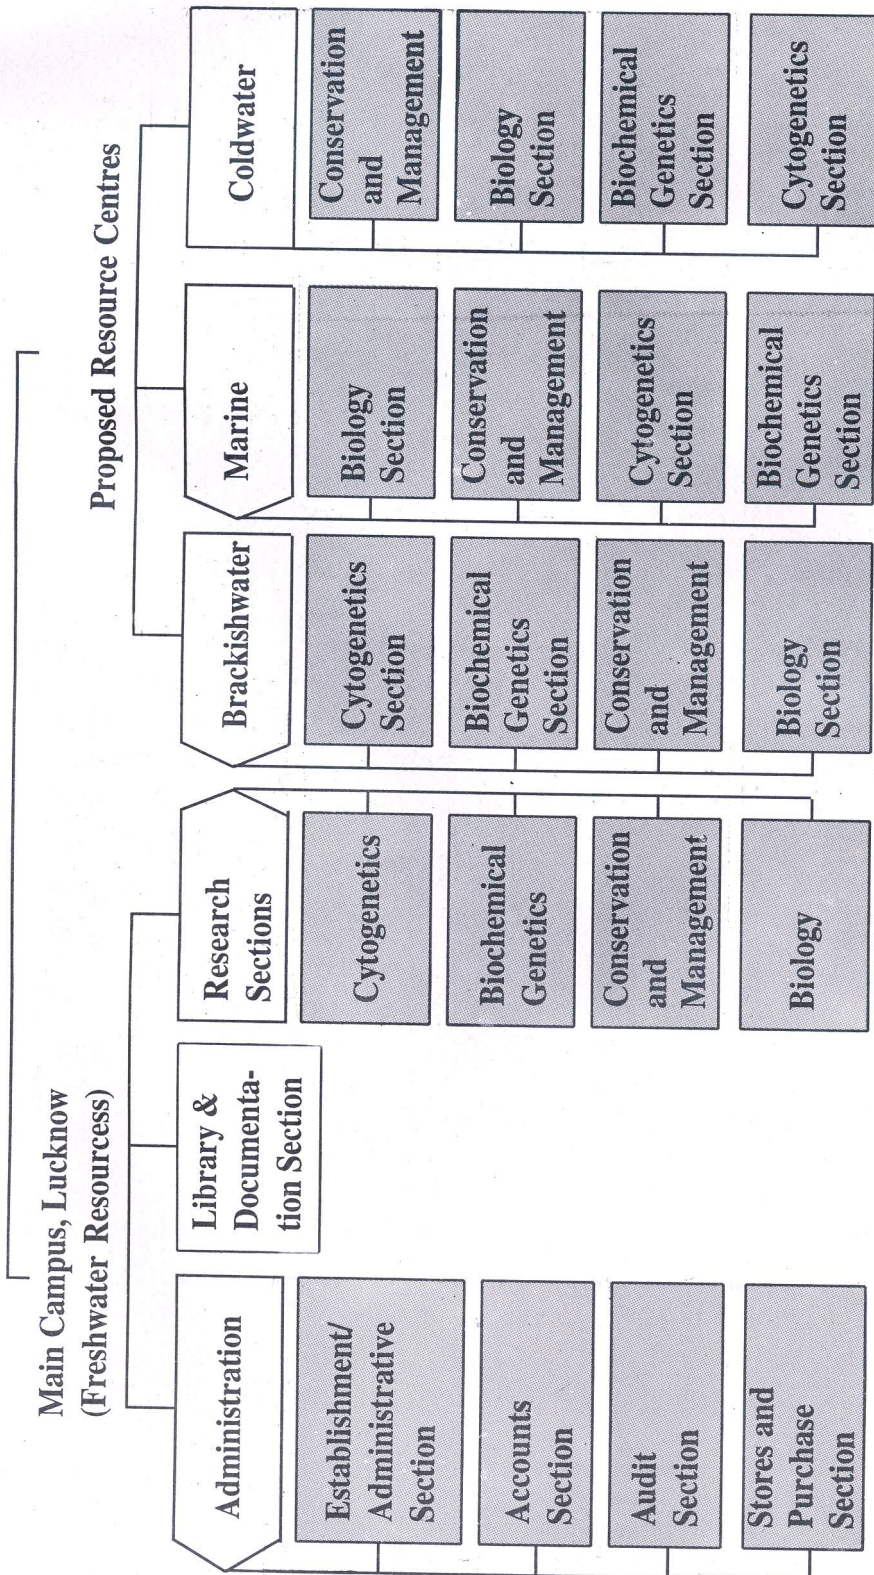 Main Campus, Lucknow
(Freshwater Resourcess)
Proposed Resource Centres
Administration
Establishment/
Administrative
Section
Accounts
Section
Audit
Section
Stores and
Purchase
Section
Library &
Documenta-
tion Section
Research
Sections
Cytogenetics
Biochemical
Genetics
Conservation
and
Management
Biology
Brackishwater
Cytogenetics
Section
Biochemical
Genetics
Section
Conservation
and
Management
Biology
Section
Marine
Biology
Section
Conservation
and
Management
Cytogenetics
Section
Biochemical
Genetics
Section
Coldwater
Conservation
and
Management
Biology
Section
Biochemical
Genetics
Section
Cytogenetics
Section